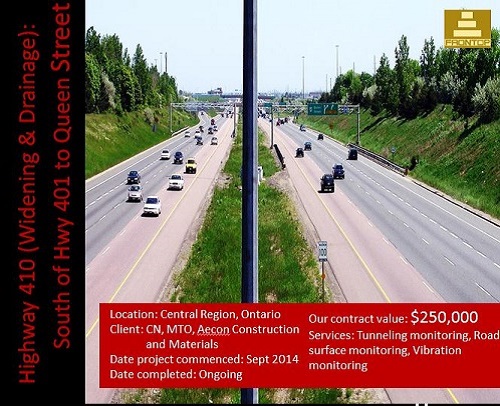 Highway 410 (Widening & Drainage):
South of Hwy 401 to Queen Street
FRONTOP
Location: Central Region, Ontario
Client: CN, MTO, Aecon Construction
and Materials
Date project commenced: Sept 2014
Date completed: Ongoing
Our contract value: $250,000
Services: Tunneling monitoring, Road
surface monitoring, Vibration
monitoring
100